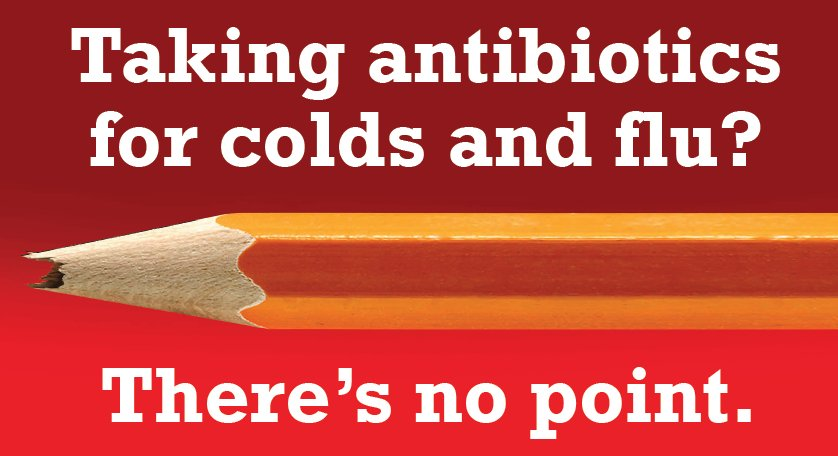 Taking antibiotics
for colds and flu?
There’s no point.